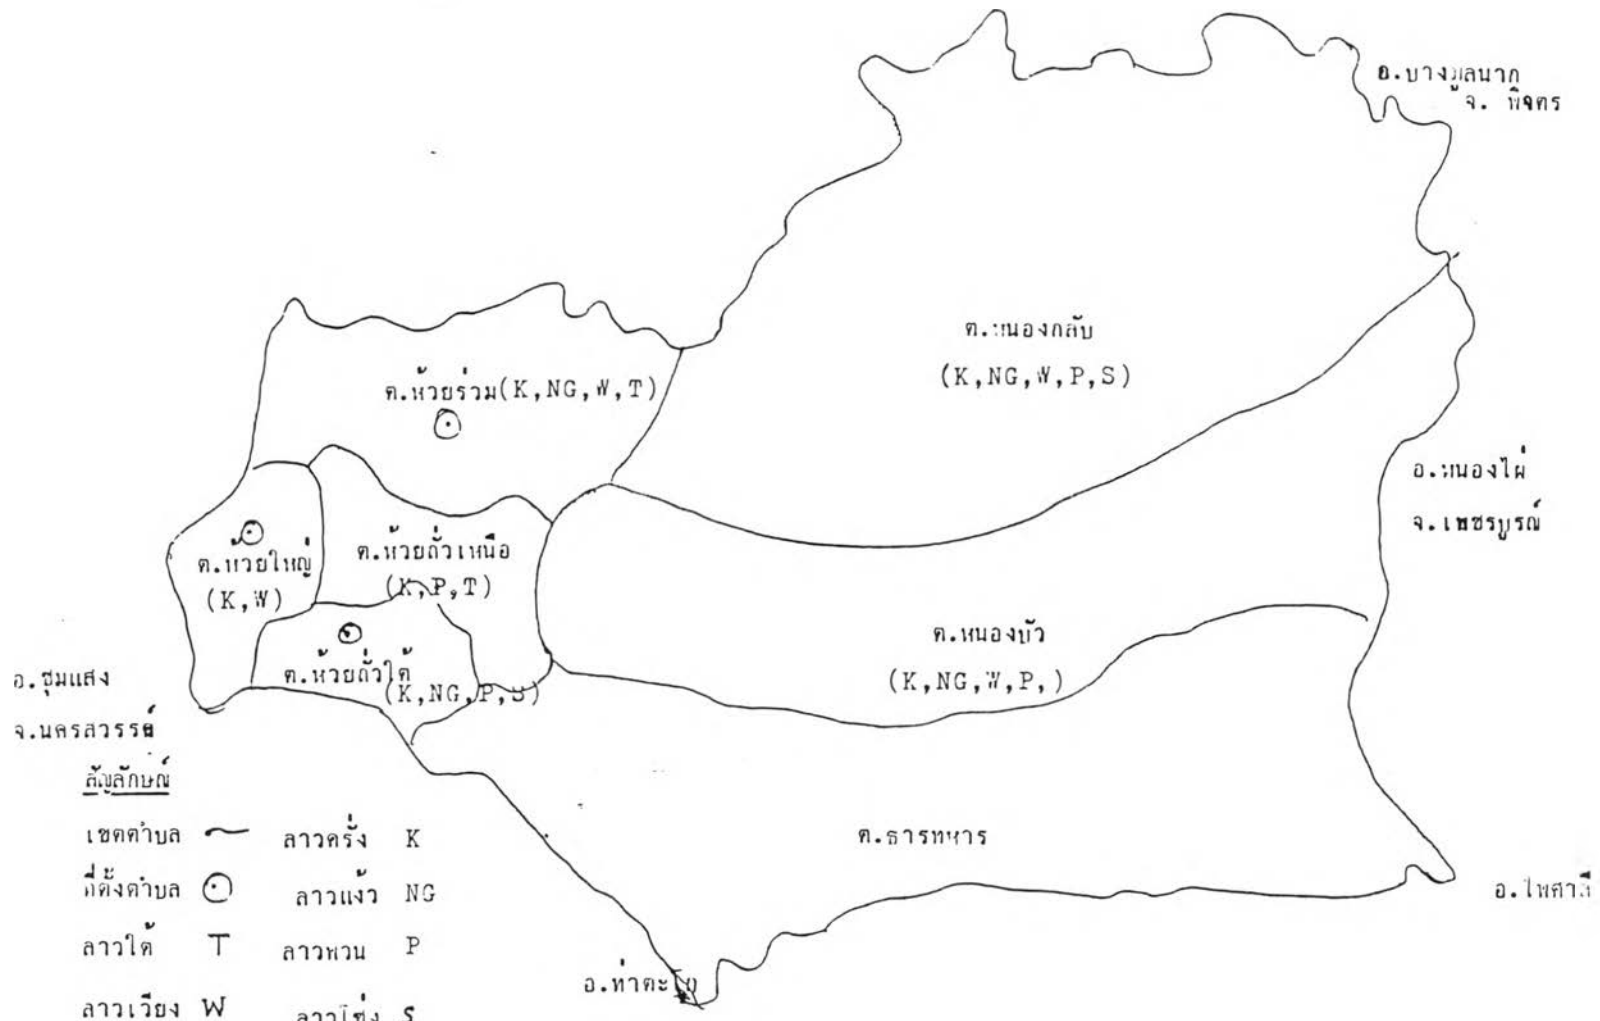 อ.บางมูลนาก
จ. พิจตร
ต.หนองกลับ
(K,NG,W,P,S)
ต.ห้วยร่วม(K,NG,W,T)
อ.หนองไผ่
จ.เพชรบูรณ์
ต.ห้วยใหญ่
(K,W)
ต.ห้วยถั่วเหนือ
(K,P,T)
ต.หนองบัว
(K,NG,W,P,)
ต.ห้วยถั่วใต้
(K,NG,P,S)
อ.ชุมแสง
จ.นครสวรรค์
สัญลักษณ์
เขตตำบล ลาวครั่ง K
ที่ตั้งตำบล ลาวแง้ว NG
ลาวใต้ T ลาวพวน P
ลาวเวียง W ลาวโซ่ง S
ต.ธารทหาร
อ.ไพศาลี
อ.ท่าตะโก